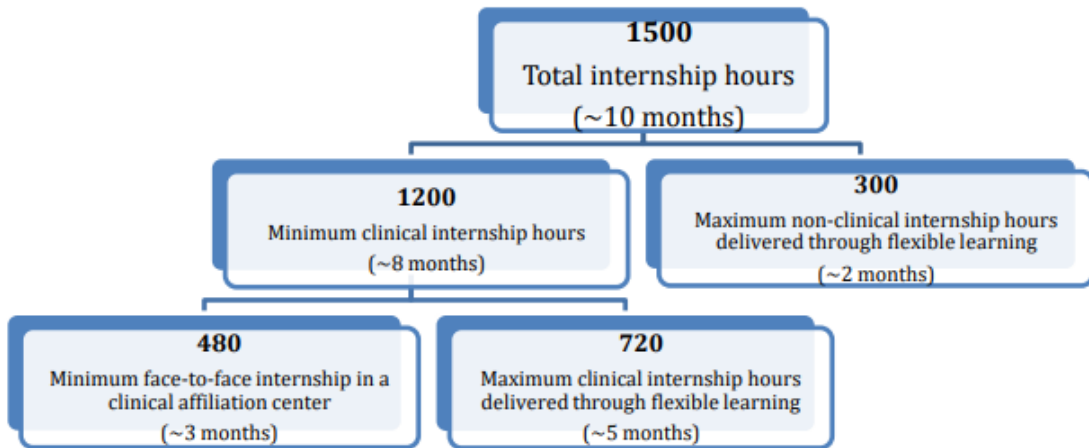 1500
Total internship hours
(~10 months)
1200
Minimum clinical internship hours
(~8 months)
300
Maximum non-clinical internship hours
delivered through flexible learning
(~2 months)
480
Minimum face-to-face internship in a
clinical affiliation center
(~3 months)
720
Maximum clinical internship hours
delivered through flexible learning
(~5 months)